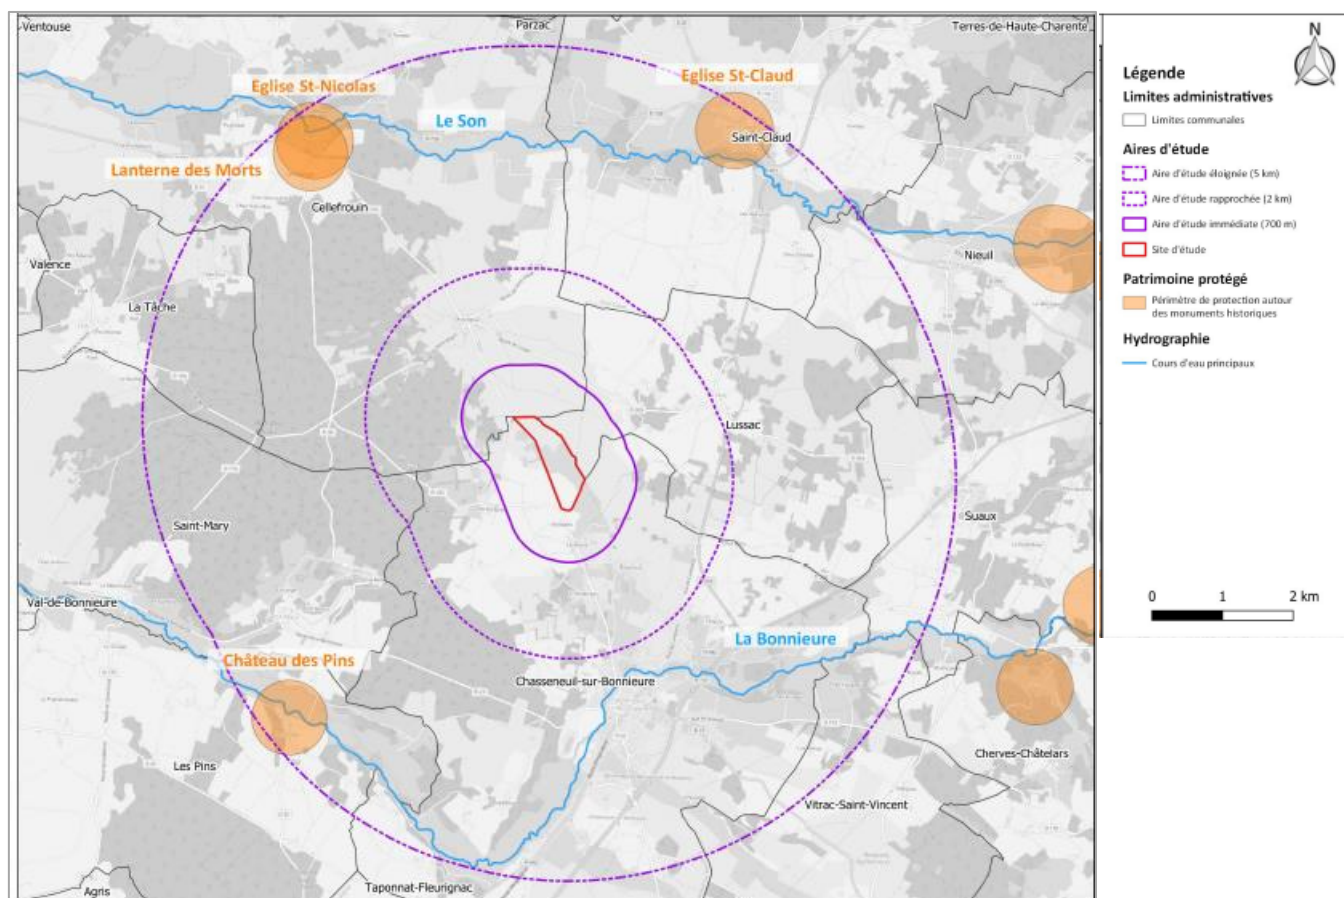 Ventouse
Parzac
Terres-de-Haute-Charente
Eglise St-Nicolas
Eglise St-Claud
Le Son
Saint-Claud
Lanterne des Morts
Cellefrouin
Nieuil
Valence
La Tâche
Lussac
Saint-Mary
Suaux
Val-de-Bonnieure
La Bonnieure
Château des Pins
Chasseneuil-sur-Bonnieure
Les Pins
Cherves-Châtelars
Vitrac-Saint-Vincent
Taponnat-Fleurignac
Agris
N
Légende
Limites administratives
Limites communales
Aires d'étude
Aire d'étude éloignée (5 km)
Aire d'étude rapprochée (2 km)
Aire d'étude immédiate (700 m)
Site d'étude
Patrimoine protégé
Périmètre de protection autour
des monuments historiques
Hydrographie
Cours d'eau principaux
0 1 2 km